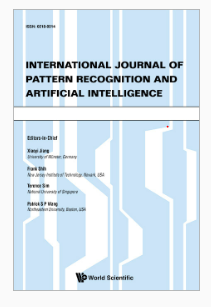 ISSN: 0218-0014
INTERNATIONAL JOURNAL OF
PATTERN RECOGNITION AND
ARTIFICIAL INTELLIGENCE
Editors-in-Chief
Xiaoyi Jiang
University of Münster, Germany
Frank Shih
New Jersey Institute of Technology, Newark, USA
Terence Sim
National University of Singapore
Patrick S P Wang
Northeastern University, Boston, USA
World Scientific